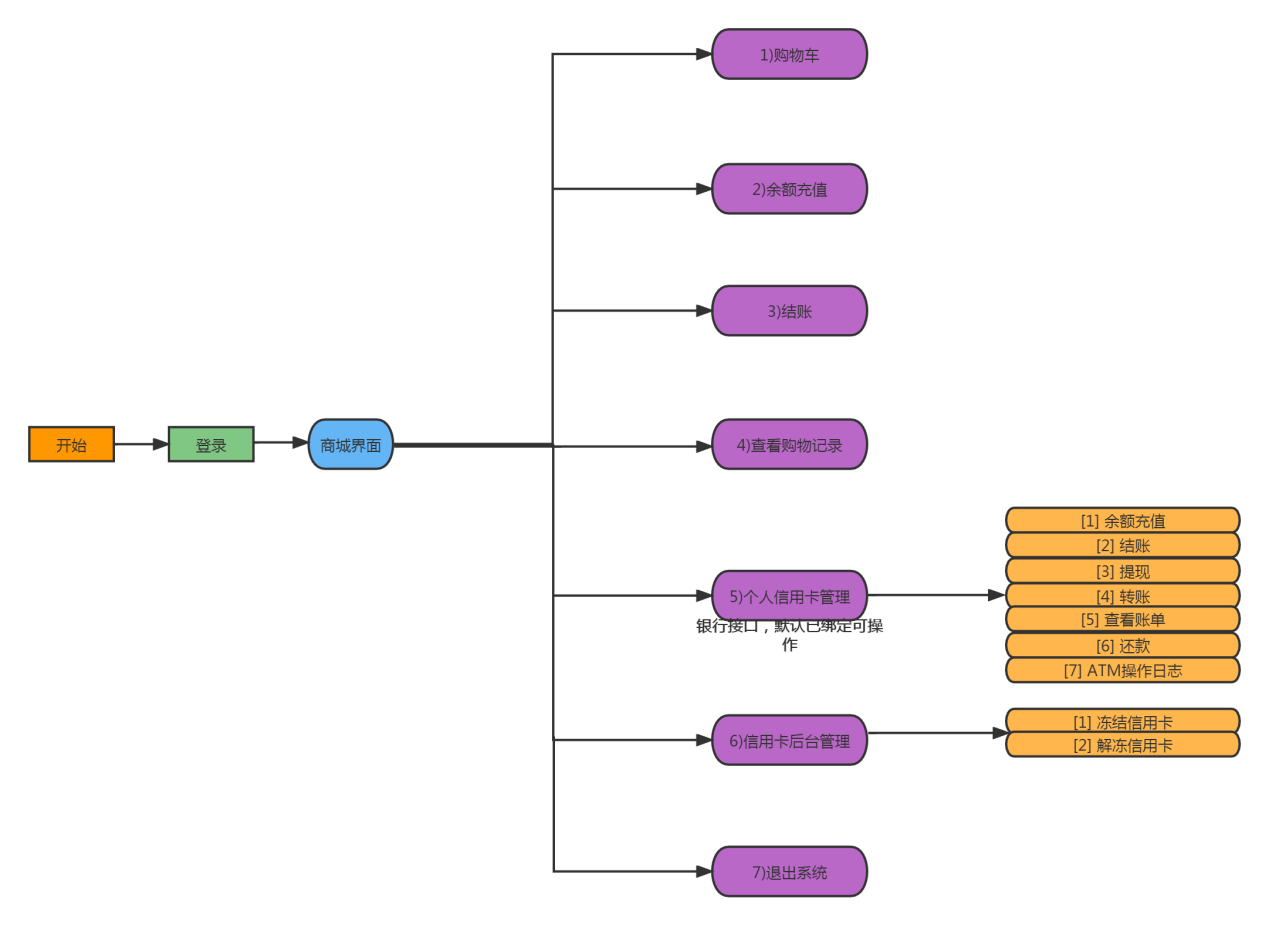 开始
登录
商城界面
1)购物车
2)余额充值
3)结账
4)查看购物记录
5)个人信用卡管理
银行接口，默认已绑定可操
作
6)信用卡后台管理
7)退出系统
[1] 余额充值
[2] 结账
[3] 提现
[4] 转账
[5] 查看账单
[6] 还款
[7] ATM操作日志
[1] 冻结信用卡
[2] 解冻信用卡